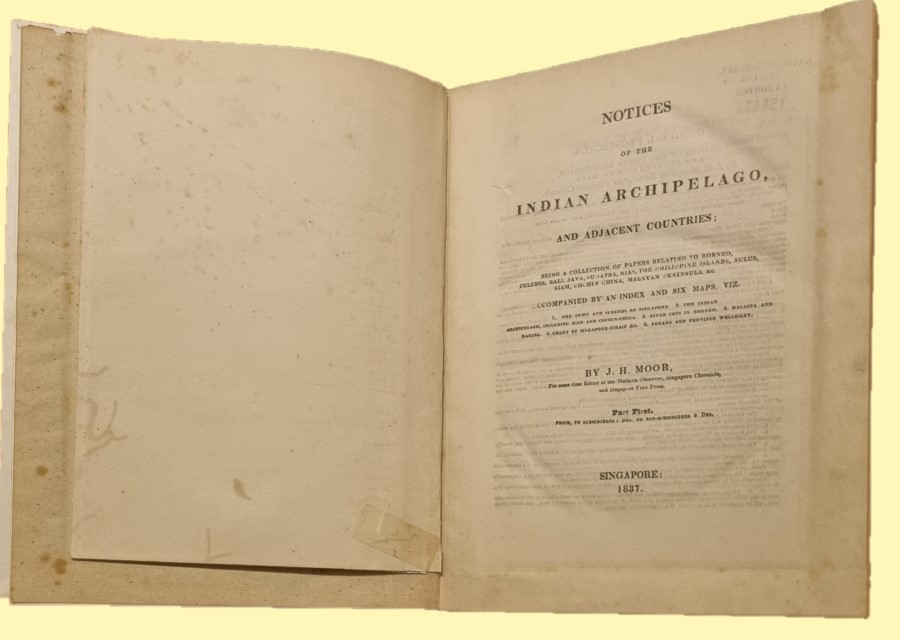 NOTICES
OF THE
INDIAN ARCHIPELAGO,
AND ADJACENT COUNTRIES;
BEING A COLLECTION OF PAPERS RELATING TO BORNEO,
CELEBES, BALI, JAVA, SUMATRA, NIAS, THE PHILIPPINE ISLANDS, SULUS,
SIAM, COCHIN CHINA, MALAYAN PENINSULA, &c.
ACCOMPANIED BY AN INDEX AND SIX MAPS, VIZ.
1. THE TOWN AND SUBURBS OF SINGAPORE. 2 THE INDIAN
ARCHIPELAGO, INCLUDING SIAM AND COCHIN-CHINA. 3. RIVER COTI IN BORNEO. 4. MALACCA AND
NANING. 5. CHART OF SINGAPORE STRAIT &c. 6. PENANG AND PROVINCE WELLESLEY;
BY J. H. MOOR,
For some time Editor of the Malacca Observer, Singapore Chronicle,
and Singapore Free Press.
Part First.
PRICE, TO SUBSCRIBERS DRS. TO NON-SUBSCRIBERS 6 DRS,
SINGAPORE:
1837.